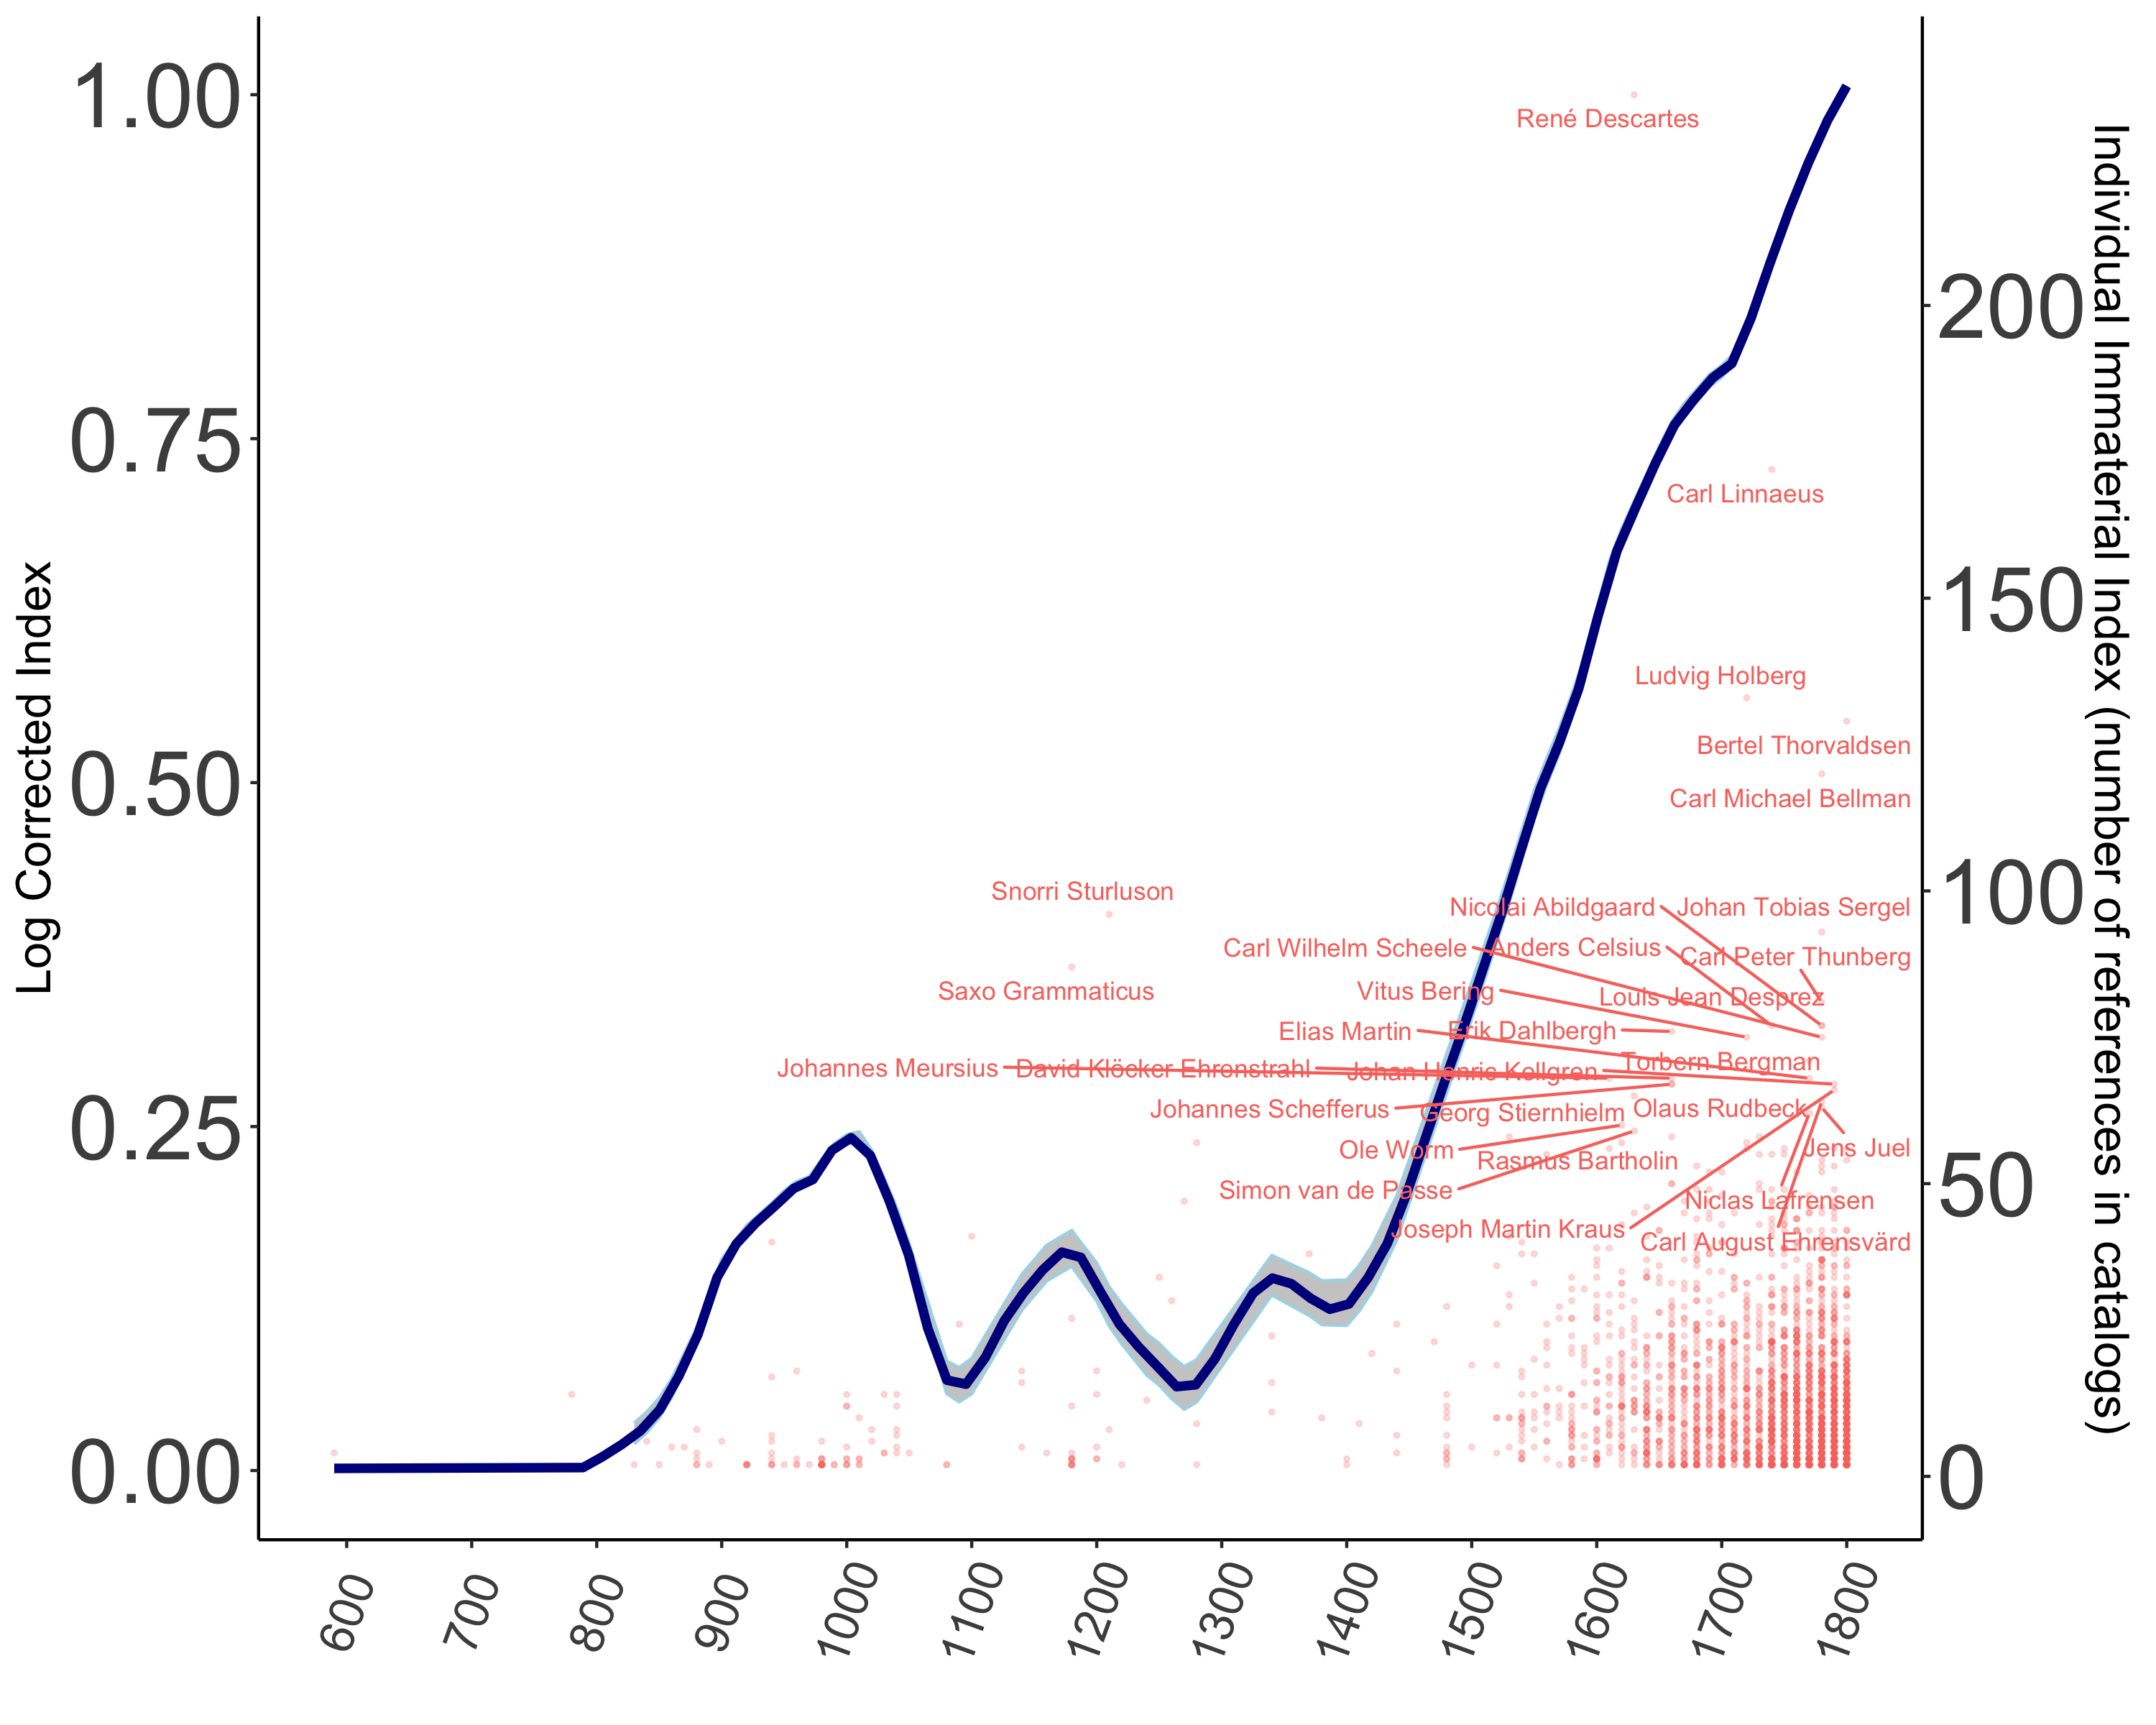 1.00
0.75
0.50
0.25
0.00
Log Corrected Index
René Descartes
Carl Linnaeus
Ludvig Holberg
Bertel Thorvaldsen
Carl Michael Bellman
Snorri Sturluson
Nicolai Abildgaard
Johan Tobias Sergel
Carl Wilhelm Scheele
Anders Celsius
Carl Peter Thunberg
Saxo Grammaticus
Vitus Bering
Louis Jean Desprez
Elias Martin
Erik Dahlbergh
Torbern Bergman
Johannes Meursius
David Klöcker Ehrenstrahl
Johan Henric Kellgren
Johannes Schefferus
Georg Stiernhielm
Olaus Rudbeck
Ole Worm
Rasmus Bartholin
Jens Juel
Simon van de Passe
Niclas Lafrensen
Joseph Martin Kraus
Carl August Ehrensvärd
200
150
100
50
0
Individual Immaterial Index (number of references in catalogs)
600
700
800
900
1000
1100
1200
1300
1400
1500
1600
1700
1800